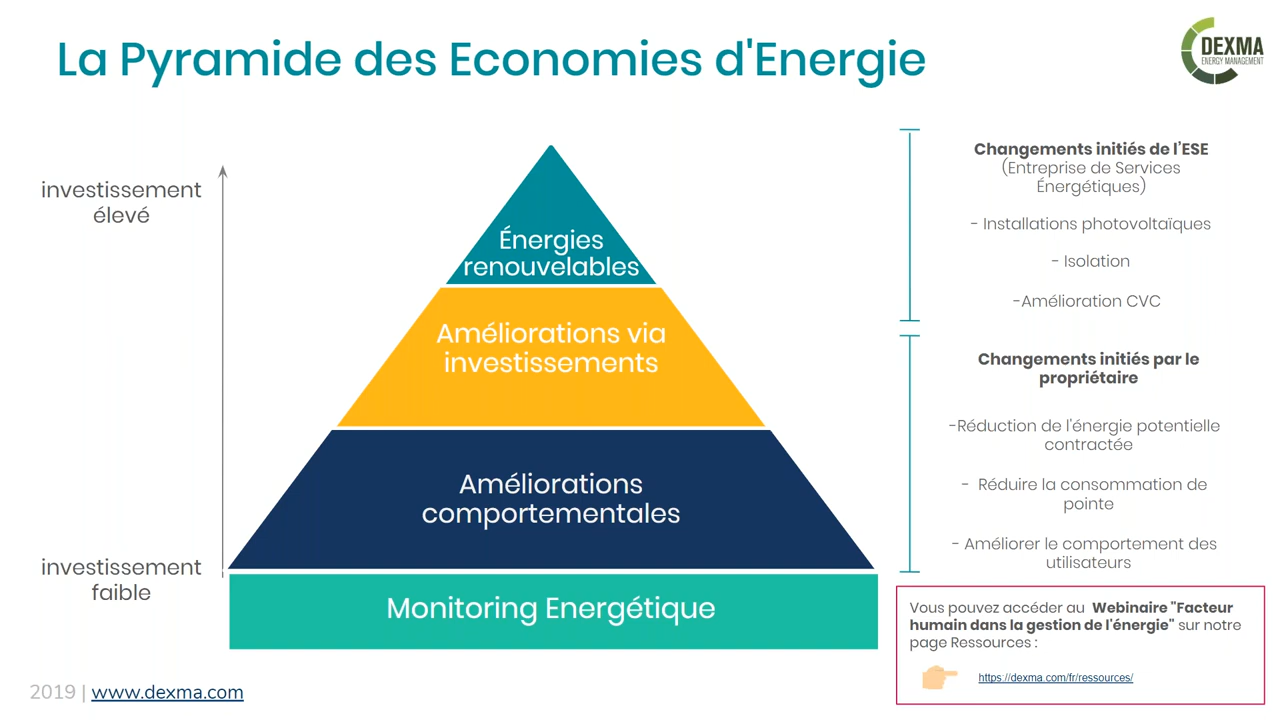 La Pyramide des Economies d'Energie
DEXMA
ENERGY MANAGEMENT
investissement
élevé
investissement
faible
Énergies
renouvelables
Améliorations via
investissements
Améliorations
comportementales
Monitoring Energétique
Changements initiés de l'ESE
(Entreprise de Services
Énergétiques)
- Installations photovoltaïques
- Isolation
-Amélioration CVC
Changements initiés par le
propriétaire
-Réduction de l'énergie potentielle
contractée
- Réduire la consommation de
pointe
- Améliorer le comportement des
utilisateurs
Vous pouvez accéder au Webinaire "Facteur
humain dans la gestion de l'énergie" sur notre
page Ressources :
https://dexma.com/fr/ressources/
2019 | www.dexma.com